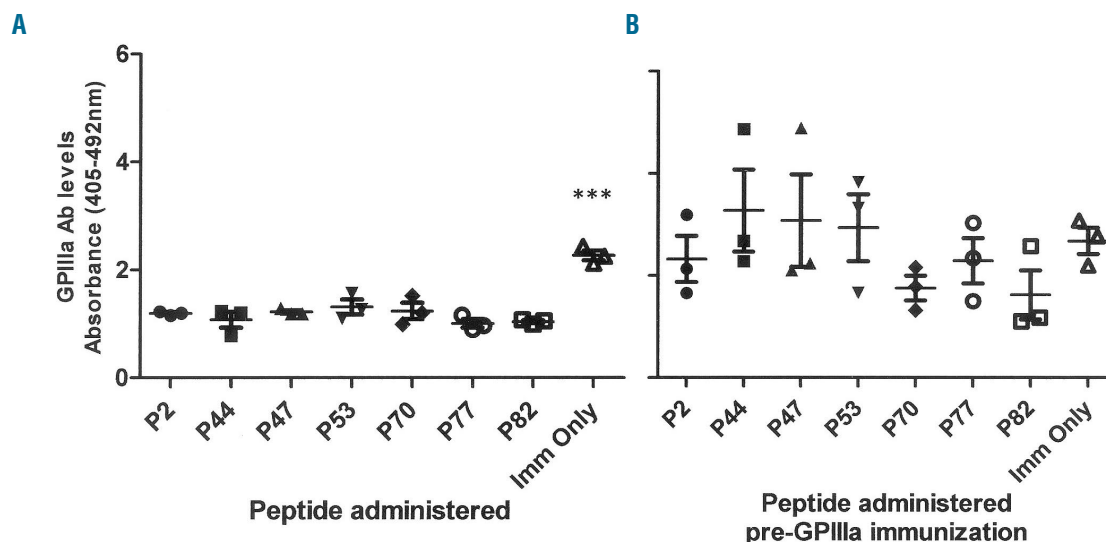 A
B
6
4
2
0
GPIIIa Ab levels
Absorbance (405-492nm)
***
P2
P44
P47
P53
P70
P77
P82
Imm Only
Peptide administered
P2
P44
P47
P53
P70
P77
P82
Imm Only
Peptide administered
pre-GPIIIa immunization